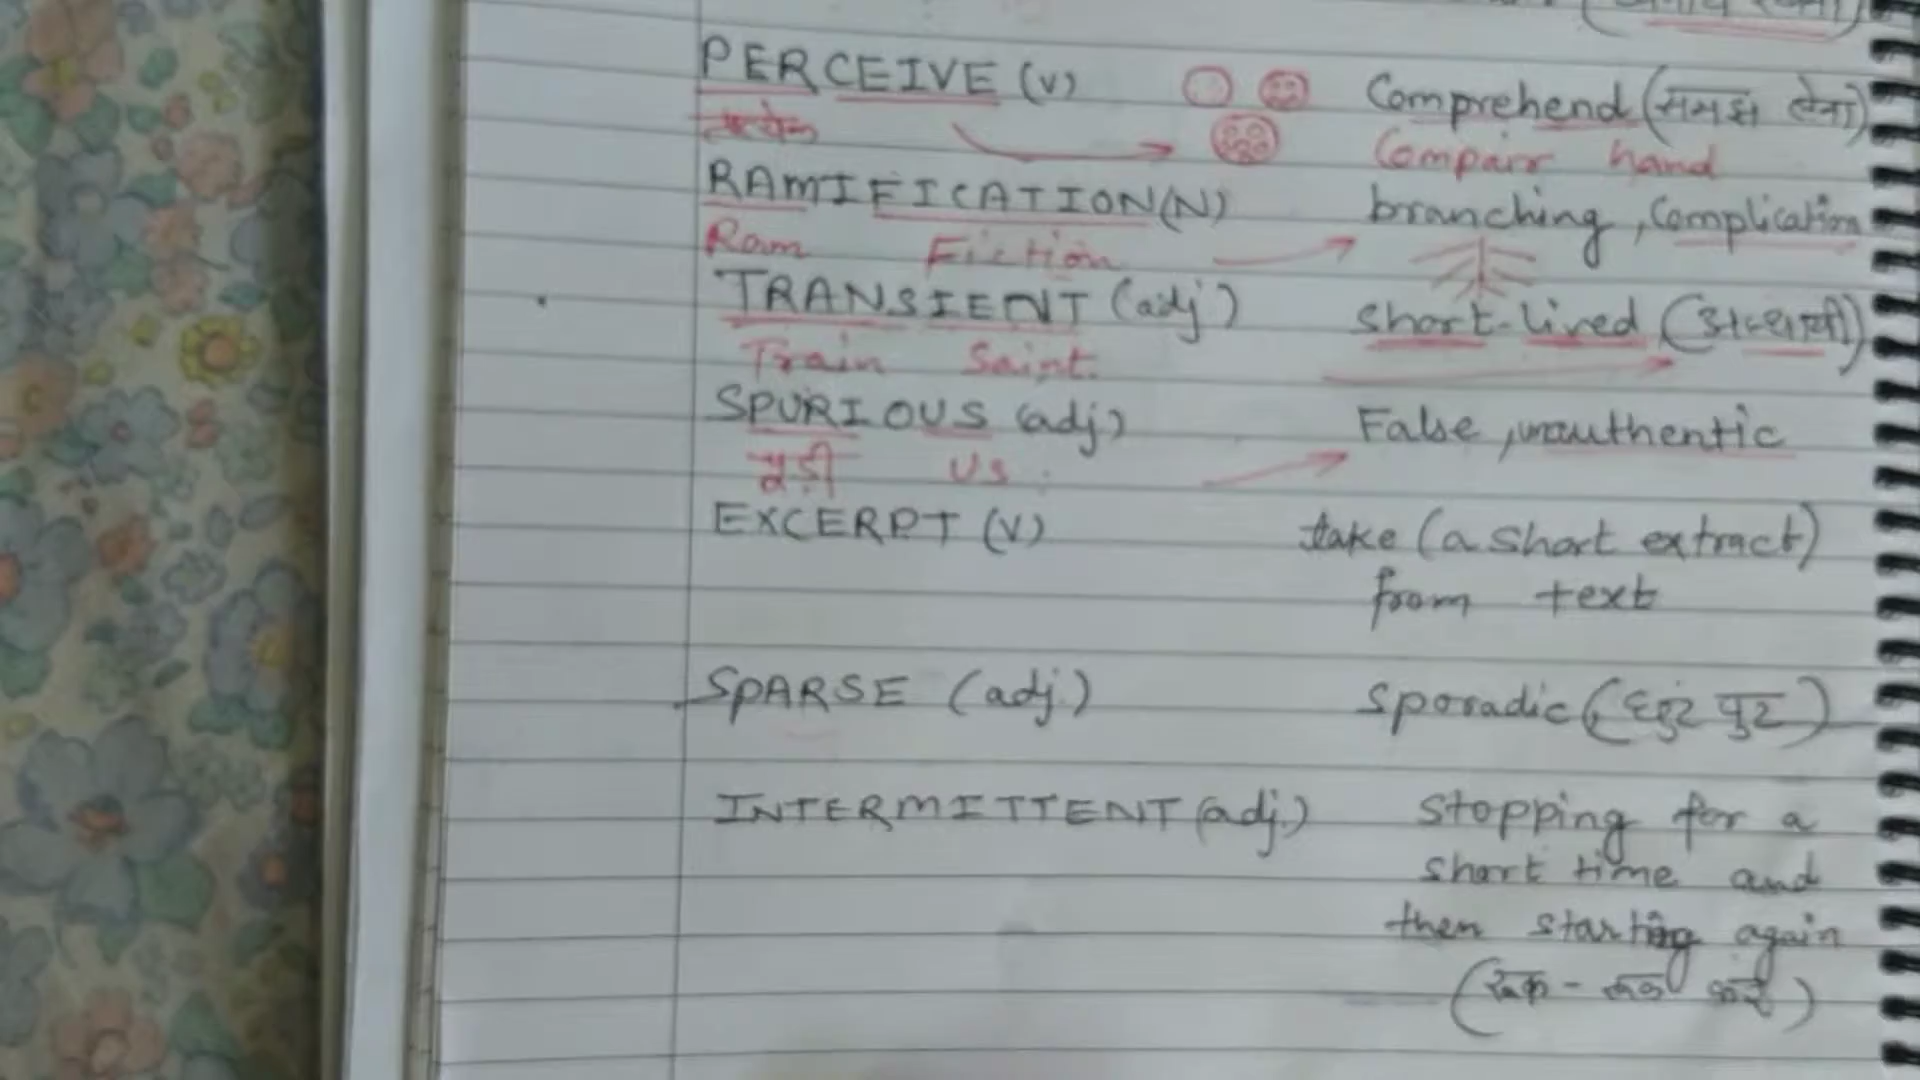 PERCEIVE (v) Comprehend (समझ लेना)
Compair hand
RAMIFICATION (N) branching, Complication
Ram Fiction
TRANSIENT (adj) short-lived (अस्थायी)
Train Saint.
SPURIOUS (adj) False, unauthentic
पूड़ी us
EXCERPT (V) take (a short extract)
from text
SPARSE (adj.) Sporadic (छुट पुट)
INTERMITTENT (adj.) Stopping for a
short time and
then starting again
(रुक - रुक कर)